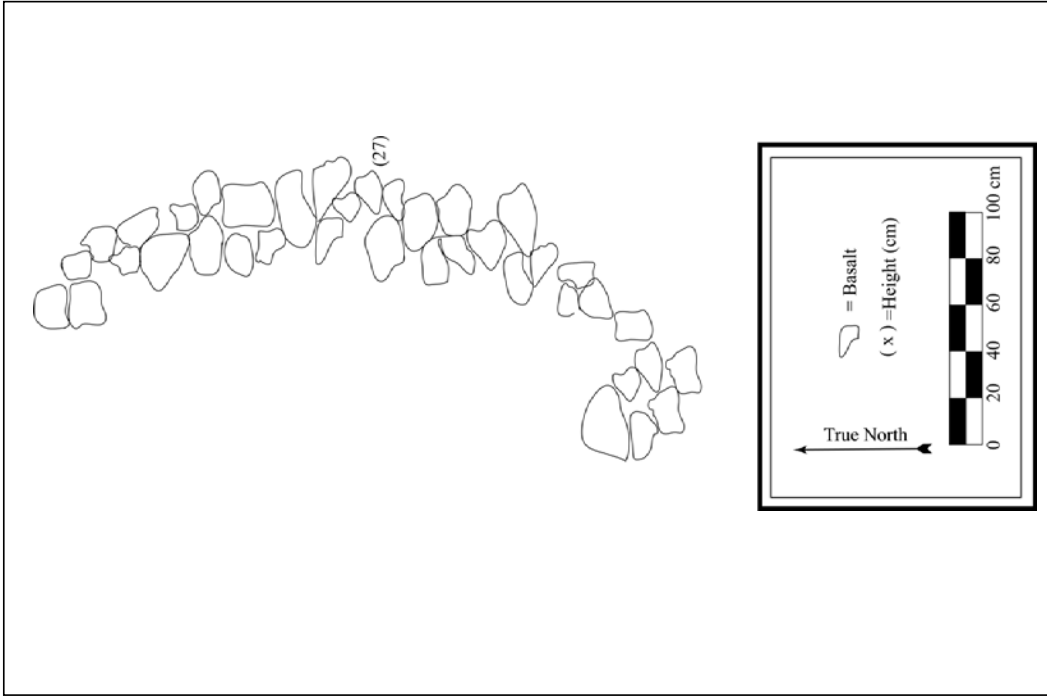 (27)
= Basalt
( x ) =Height (cm)
True North
0 20 40 60 80 100 cm